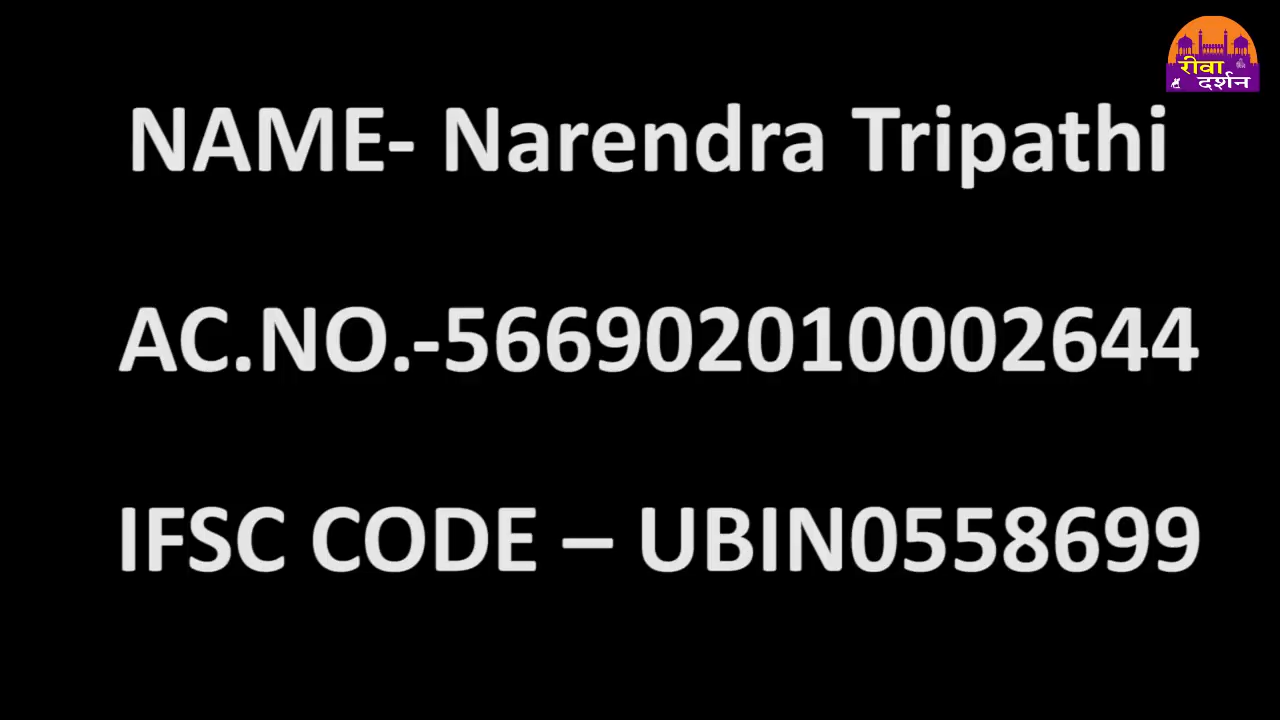 रीवा
दर्शन
NAME- Narendra Tripathi
AC.NO.-566902010002644
IFSC CODE – UBIN0558699